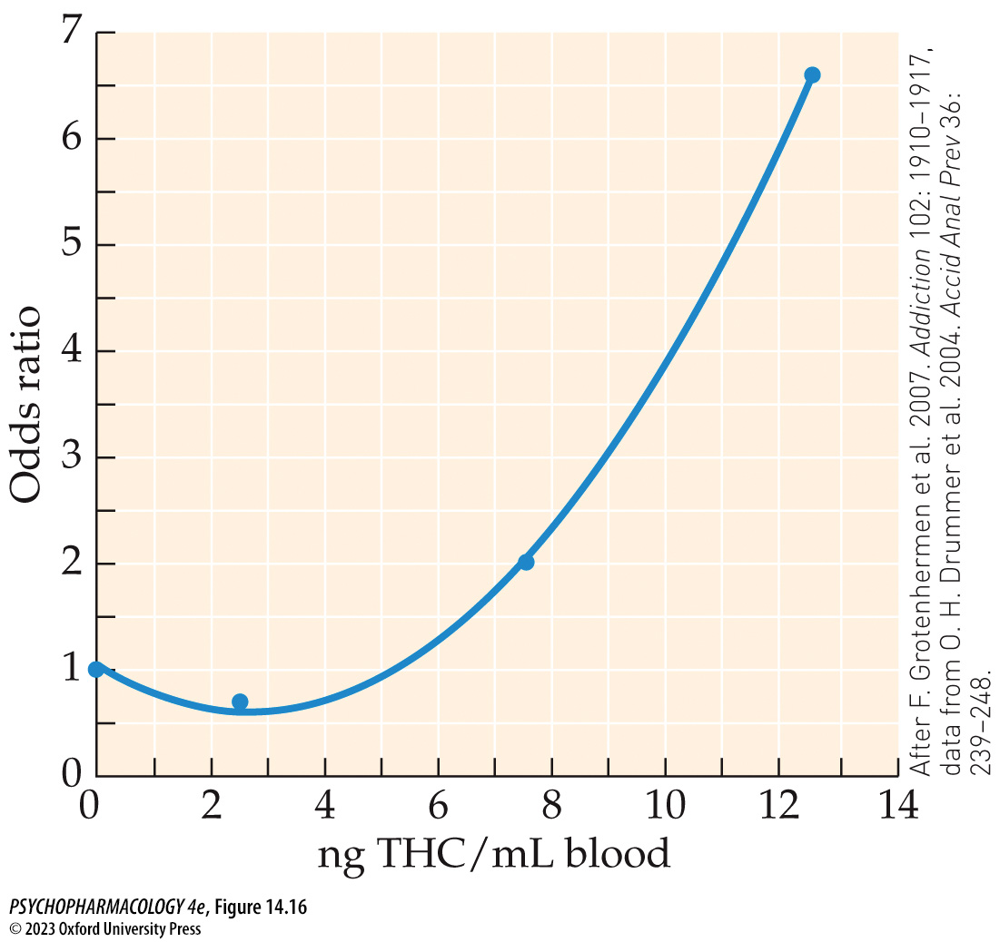 7
6
5
4
3
2
1
0
Odds ratio
0 2 4 6 8 10 12 14
ng THC/mL blood
After F. Grotenhermen et al. 2007. Addiction 102: 1910–1917,
data from O. H. Drummer et al. 2004. Accid Anal Prev 36:
239–248.
PSYCHOPHARMACOLOGY 4e, Figure 14.16
© 2023 Oxford University Press